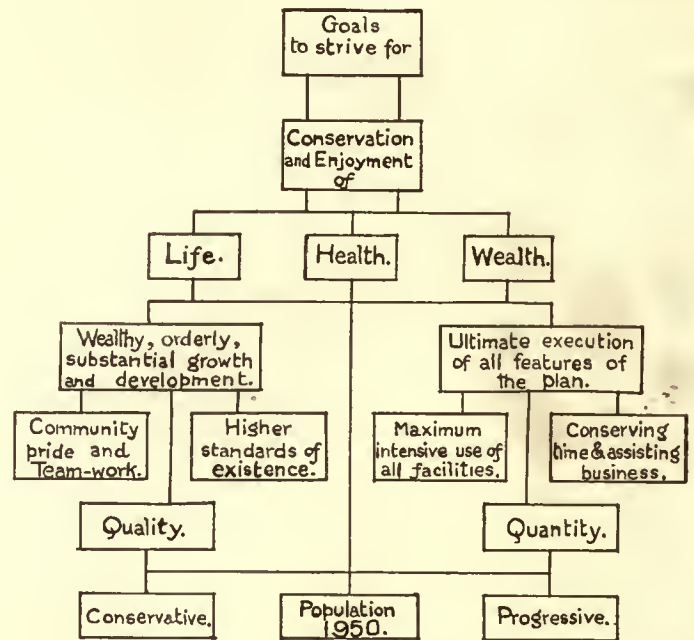 Goals
to strive for
Conservation
and Enjoyment
of
Life.
Health.
Wealth.
Wealthy, orderly,
substantial growth
and development.
Ultimate execution
of all features of
the plan.
Community
pride and
Team-work.
Higher
standards of
existence.
Maximum
intensive use of
all facilities.
Conserving
time & assisting
business.
Quality.
Quantity.
Conservative.
Population
1950.
Progressive.